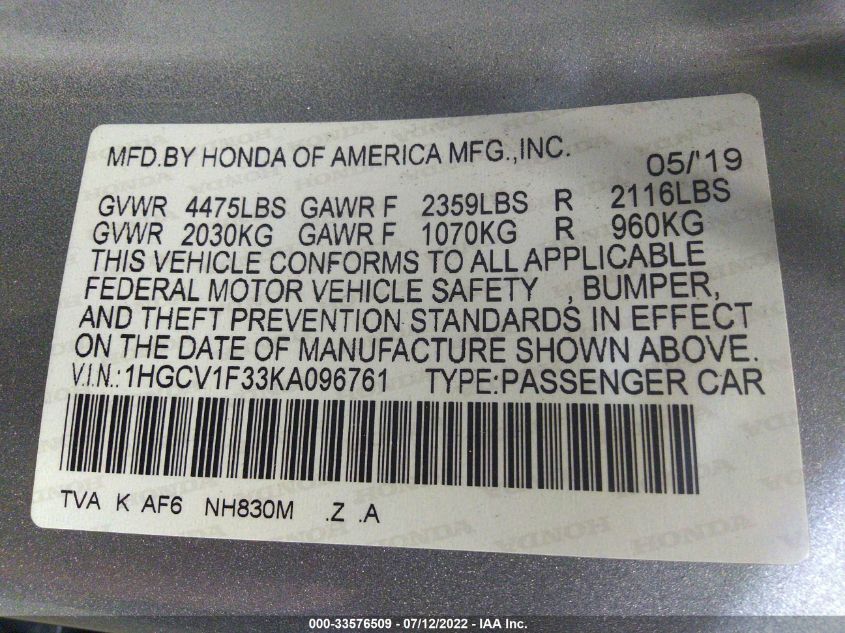 MFD.BY HONDA OF AMERICA MFG.,INC. 05/'19
GVWR 4475LBS GAWR F 2359LBS R 2116LBS
GVWR 2030KG GAWR F 1070KG R 960KG
THIS VEHICLE CONFORMS TO ALL APPLICABLE
FEDERAL MOTOR VEHICLE SAFETY , BUMPER,
AND THEFT PREVENTION STANDARDS IN EFFECT
ON THE DATE OF MANUFACTURE SHOWN ABOVE.
V.I.N.:1HGCV1F33KA096761 TYPE:PASSENGER CAR
TVA K AF6 NH830M .Z .A
000-33576509 - 07/12/2022 - IAA Inc.